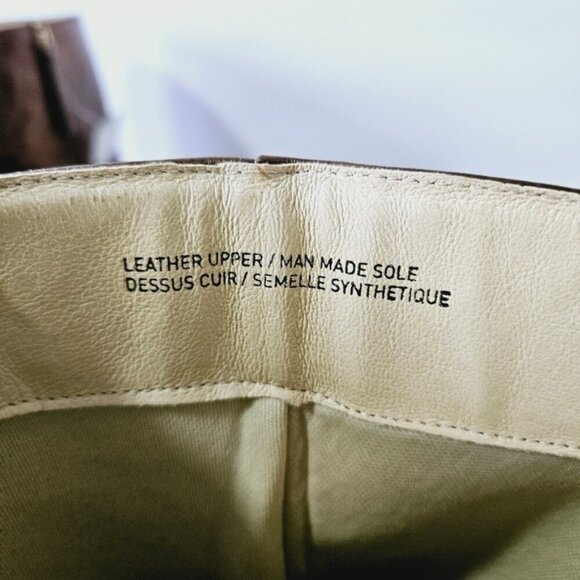 LEATHER UPPER / MAN MADE SOLE
DESSUS CUIR / SEMELLE SYNTHETIQUE